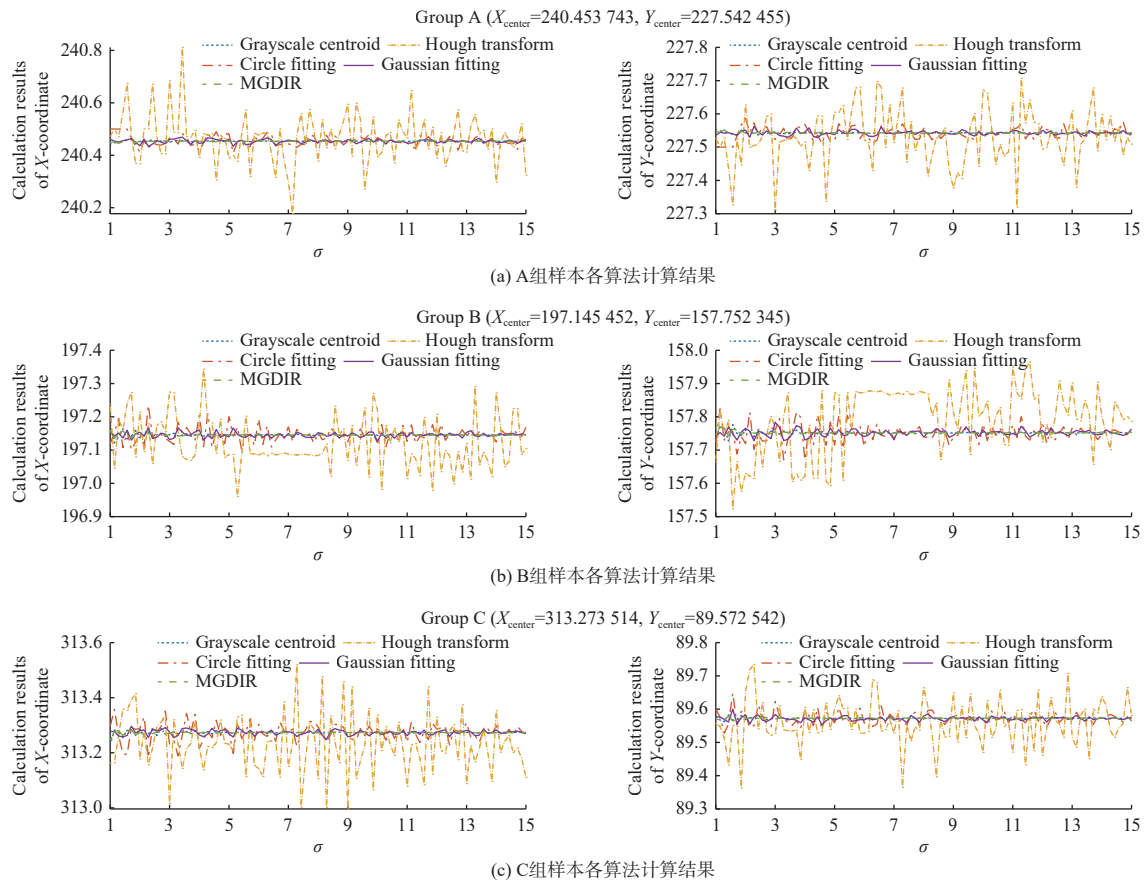 Group A (Xcenter=240.453 743, Ycenter=227.542 455)
Calculation results
of X-coordinate
240.8
240.6
240.4
240.2
Grayscale centroid
Hough transform
Circle fitting
Gaussian fitting
MGDIR
1 3 5 7 9 11 13 15
σ
Calculation results
of Y-coordinate
227.8
227.7
227.5
227.4
227.3
Grayscale centroid
Hough transform
Circle fitting
Gaussian fitting
MGDIR
1 3 5 7 9 11 13 15
σ
(a) A组样本各算法计算结果
Group B (Xcenter=197.145 452, Ycenter=157.752 345)
Calculation results
of X-coordinate
197.4
197.3
197.1
197.0
196.9
Grayscale centroid
Hough transform
Circle fitting
Gaussian fitting
MGDIR
1 3 5 7 9 11 13 15
σ
Calculation results
of Y-coordinate
158.0
157.9
157.8
157.6
157.5
Grayscale centroid
Hough transform
Circle fitting
Gaussian fitting
MGDIR
1 3 5 7 9 11 13 15
σ
(b) B组样本各算法计算结果
Group C (Xcenter=313.273 514, Ycenter=89.572 542)
Calculation results
of X-coordinate
313.6
313.4
313.2
313.0
Grayscale centroid
Hough transform
Circle fitting
Gaussian fitting
MGDIR
1 3 5 7 9 11 13 15
σ
Calculation results
of Y-coordinate
89.8
89.7
89.6
89.5
89.4
89.3
Grayscale centroid
Hough transform
Circle fitting
Gaussian fitting
MGDIR
1 3 5 7 9 11 13 15
σ
(c) C组样本各算法计算结果